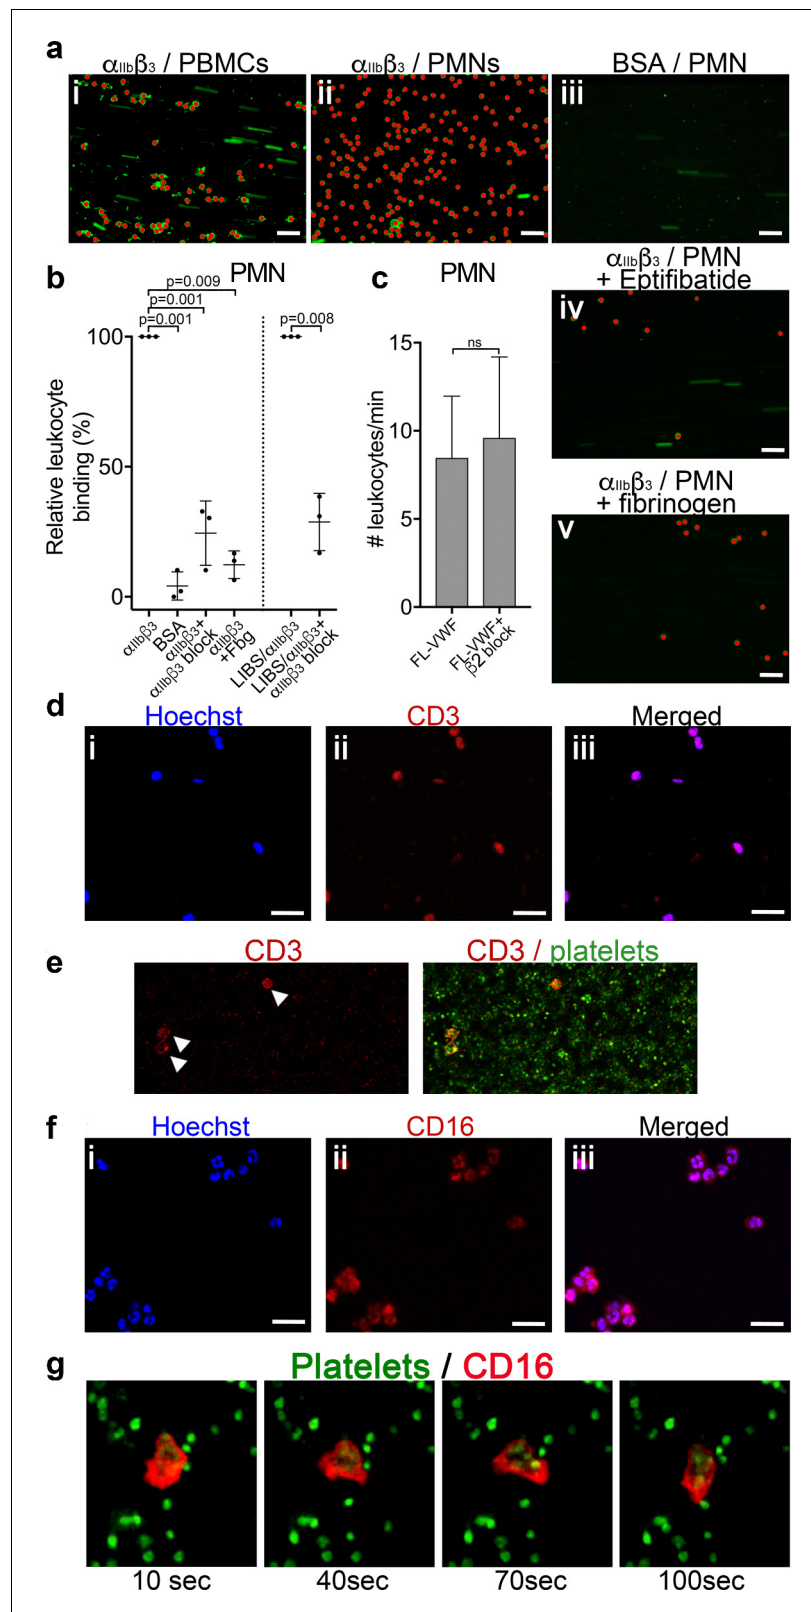 a
αIIbβ3 / PBMCs
αIIbβ3 / PMNs
BSA / PMN
i
ii
iii
b
PMN
p=0.009
p=0.001
p=0.001
p=0.008
100
50
0
Relative leukocyte
binding (%)
αIIbβ3
BSA
αIIbβ3+
αIIbβ3 block
αIIbβ3
+Fbg
LIBS/αIIbβ3
LIBS/αIIbβ3+
αIIbβ3 block
c
PMN
ns
15
10
5
0
# leukocytes/min
FL-VWF
FL-VWF+
β2 block
αIIbβ3 / PMN
+ Eptifibatide
iv
αIIbβ3 / PMN
+ fibrinogen
v
d
Hoechst
CD3
Merged
i
ii
iii
e
CD3
CD3 / platelets
f
Hoechst
CD16
Merged
i
ii
iii
g
Platelets / CD16
10 sec
40sec
70sec
100sec